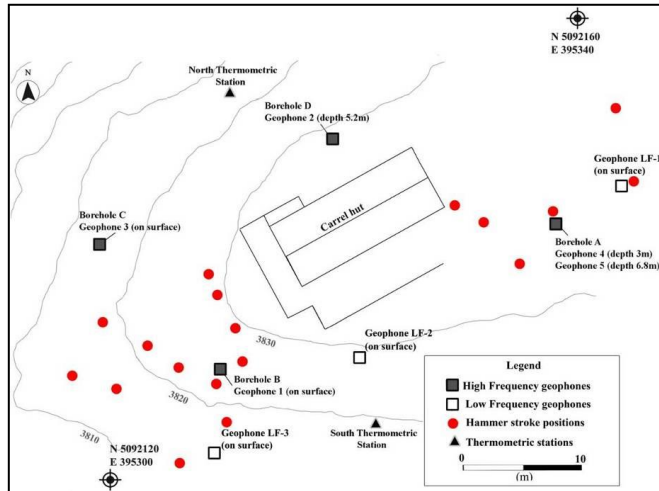 N 5092160
E 395340
North Thermometric
Station
N
Borehole D
Geophone 2 (depth 5.2m)
Geophone LF-1
(on surface)
Carrel hut
Borehole C
Geophone 3 (on surface)
Borehole A
Geophone 4 (depth 3m)
Geophone 5 (depth 6.8m)
3830
Geophone LF-2
(on surface)
Borehole B
Geophone 1 (on surface)
3820
3810
Geophone LF-3
(on surface)
South Thermometric
Station
N 5092120
E 395300
Legend
High Frequency geophones
Low Frequency geophones
Hammer stroke positions
Thermometric stations
0 10
(m)